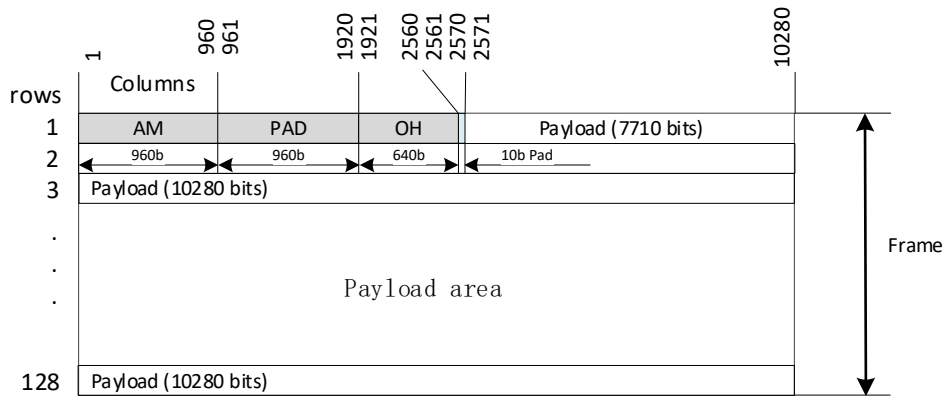 1
960
961
1920
1921
2560
2561
2570
2571
10280
Columns
rows
1 AM PAD OH Payload (7710 bits)
2 960b 960b 640b 10b Pad
3 Payload (10280 bits)
.
.
.
Payload area
Frame
128 Payload (10280 bits)